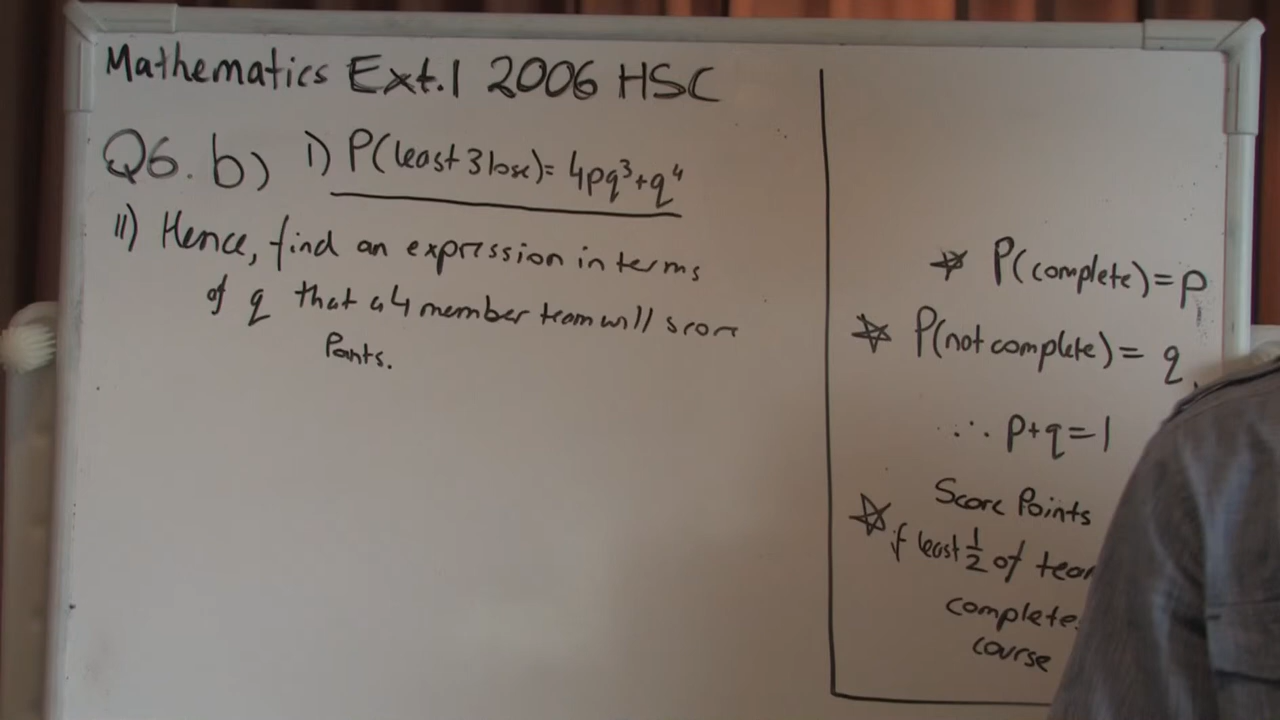 Mathematics Ext.1 2006 HSC
Q6. b) i) P(least 3 lose)= 4pq³+q⁴
ii) Hence, find an expression in terms
of q that a 4 member team will score
Points.
* P(complete)=p
* P(not complete) = q
∴ p+q=1
Score Points
* if least 1/2 of
complete
course